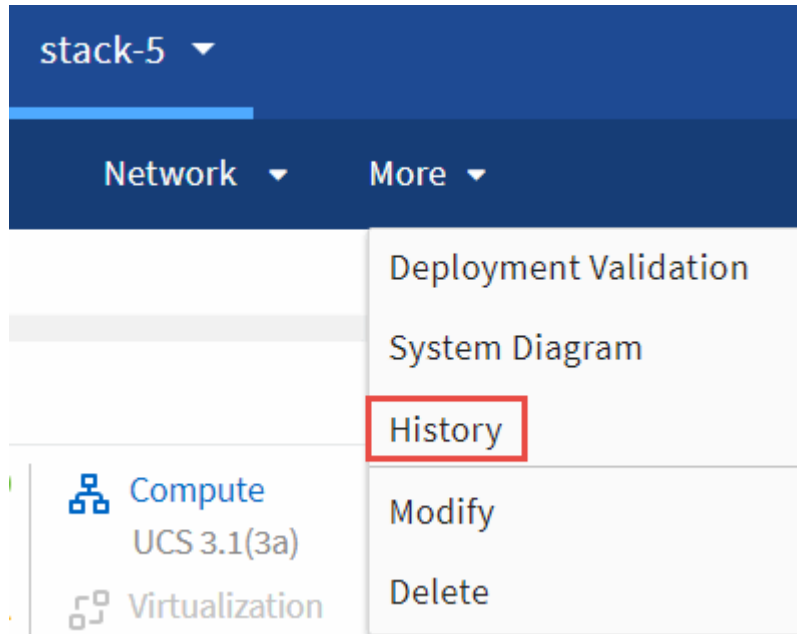 stack-5
Network More
Deployment Validation
System Diagram
History
Compute
UCS 3.1(3a)
Modify
Virtualization
Delete